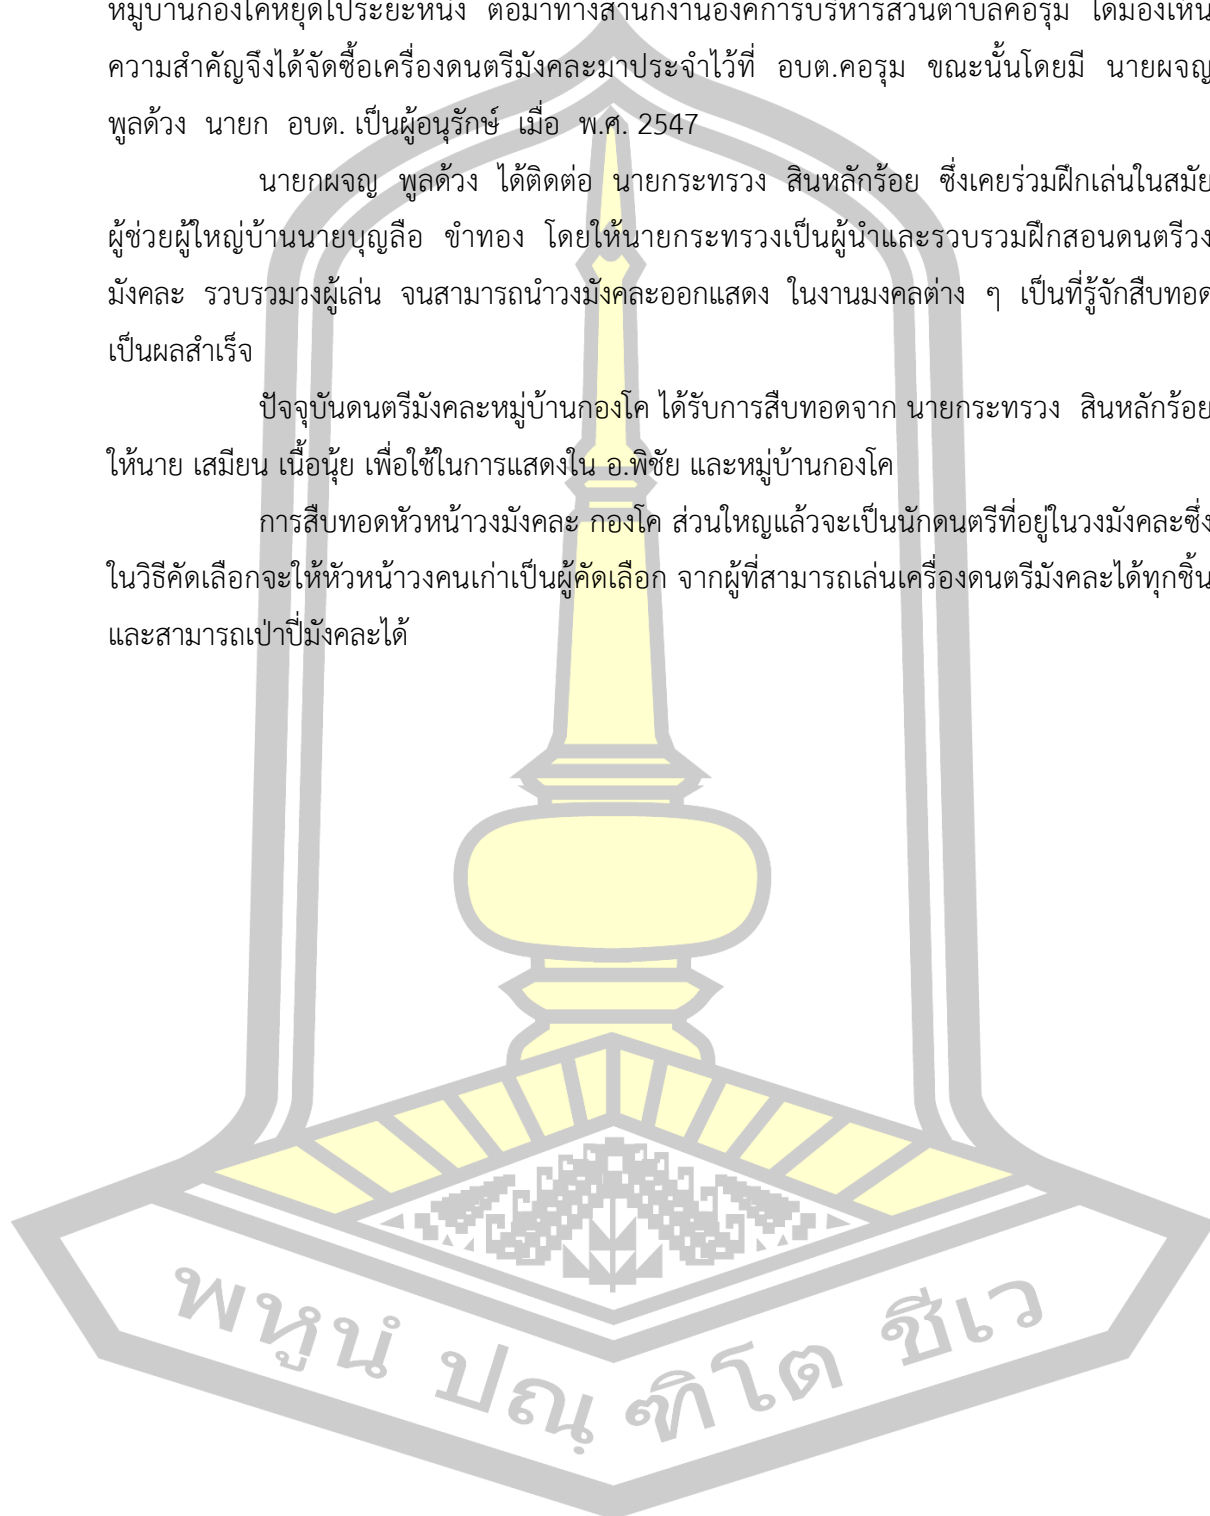 หมู่บ้านกองโคหยุดไประยะหนึ่ง ต่อมาทางสำนักงานองค์การบริหารส่วนตำบลคอรุม ได้มองเห็น
ความสำคัญจึงได้จัดซื้อเครื่องดนตรีมังคละมาประจำไว้ที่ อบต.คอรุม ขณะนั้นโดยมี นายผจญ
พูลด้วง นายก อบต. เป็นผู้อนุรักษ์ เมื่อ พ.ศ. 2547
นายกผจญ พูลด้วง ได้ติดต่อ นายกระทรวง สินหลักร้อย ซึ่งเคยร่วมฝึกเล่นในสมัย
ผู้ช่วยผู้ใหญ่บ้านนายบุญลือ ขำทอง โดยให้นายกระทรวงเป็นผู้นำและรวบรวมฝึกสอนดนตรีวง
มังคละ รวบรวมวงผู้เล่น จนสามารถนำวงมังคละออกแสดง ในงานมงคลต่าง ๆ เป็นที่รู้จักสืบทอด
เป็นผลสำเร็จ
ปัจจุบันดนตรีมังคละหมู่บ้านกองโค ได้รับการสืบทอดจาก นายกระทรวง สินหลักร้อย
ให้นาย เสมียน เนื้อนุ้ย เพื่อใช้ในการแสดงใน อ.พิชัย และหมู่บ้านกองโค
การสืบทอดหัวหน้าวงมังคละ กองโค ส่วนใหญ่แล้วจะเป็นนักดนตรีที่อยู่ในวงมังคละซึ่ง
ในวิธีคัดเลือกจะให้หัวหน้าวงคนเก่าเป็นผู้คัดเลือก จากผู้ที่สามารถเล่นเครื่องดนตรีมังคละได้ทุกชิ้น
และสามารถเป่าปี่มังคละได้
พหูนํ ปณฺ ฑิโต ชีเว